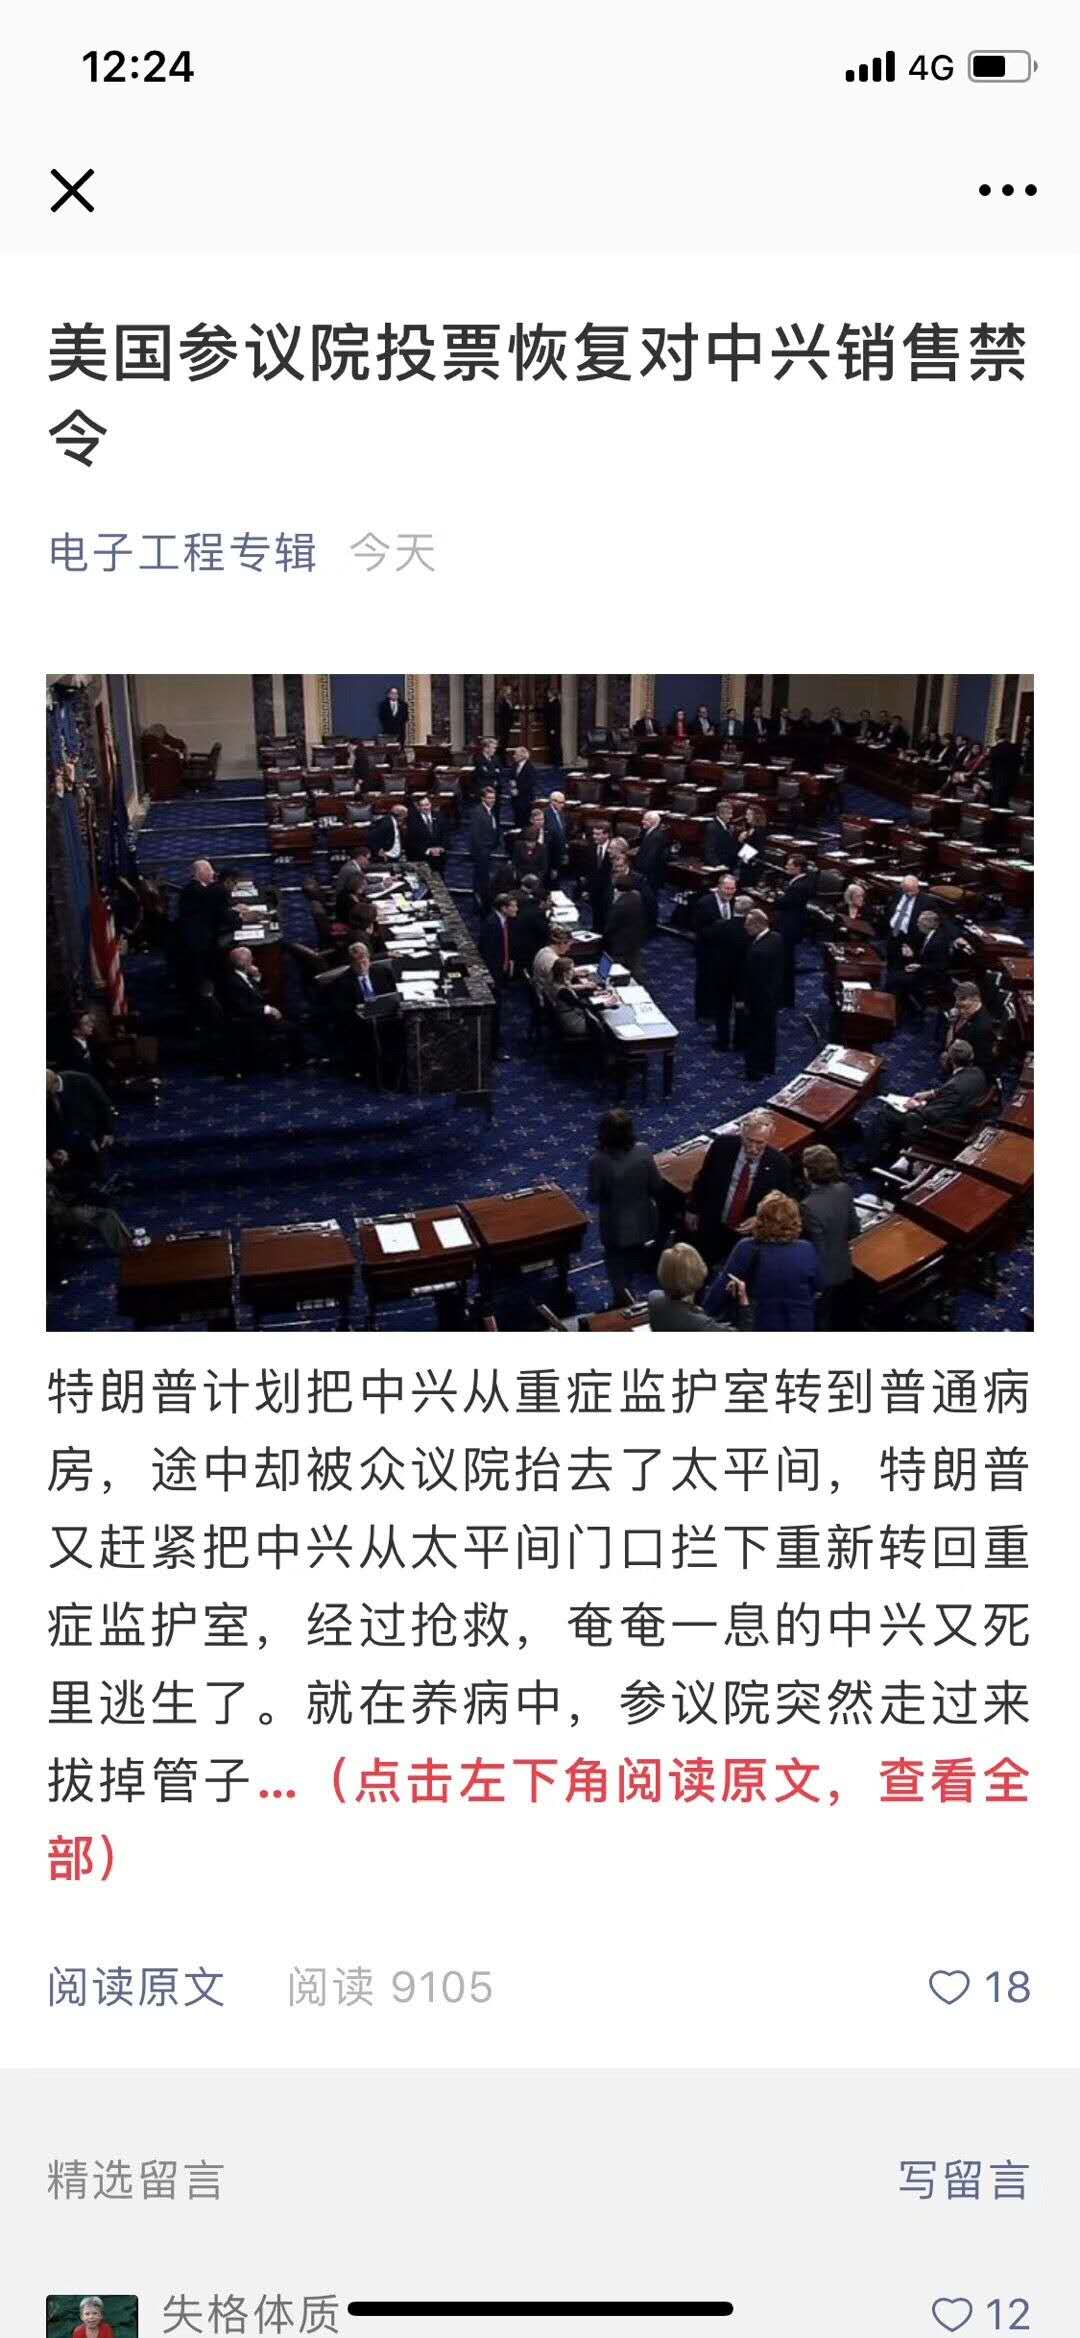 12:24
4G
美国参议院投票恢复对中兴销售禁
令
电子工程专辑 今天
特朗普计划把中兴从重症监护室转到普通病
房，途中却被众议院抬去了太平间，特朗普
又赶紧把中兴从太平间门口拦下重新转回重
症监护室，经过抢救，奄奄一息的中兴又死
里逃生了。就在养病中，参议院突然走过来
拔掉管子...（点击左下角阅读原文，查看全
部）
阅读原文 阅读 9105 18
精选留言 写留言
失格体质 12